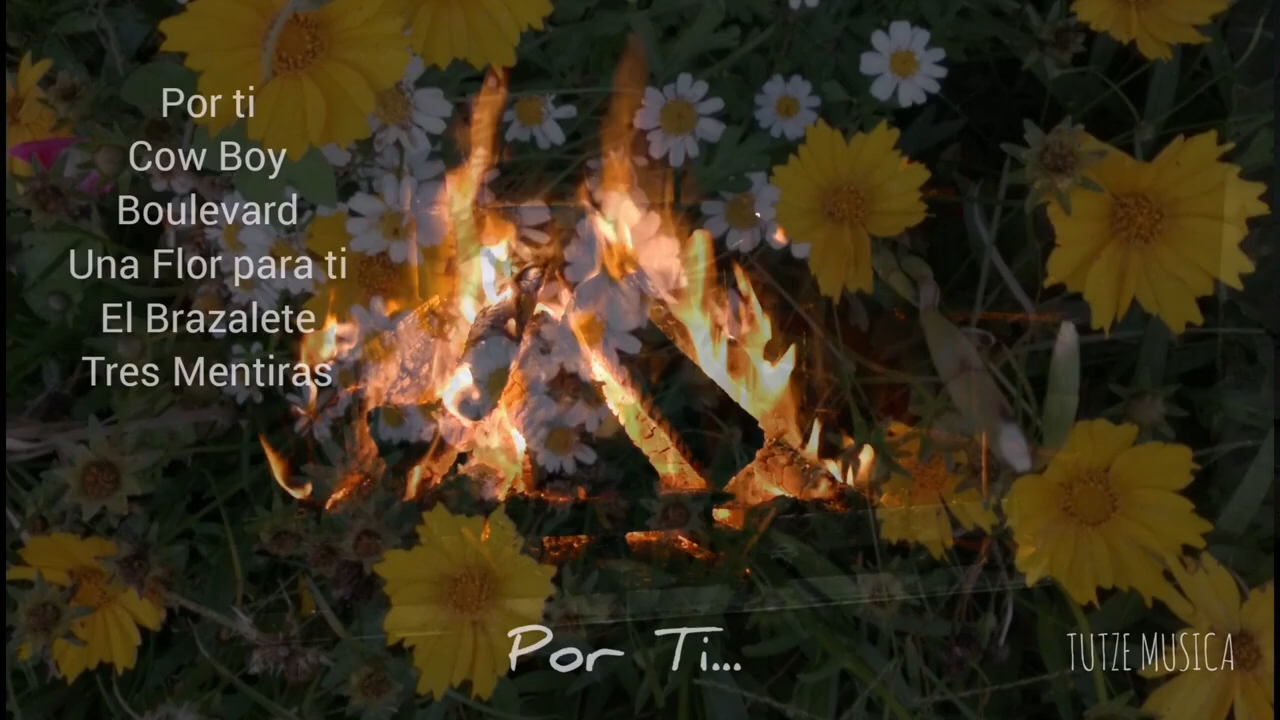 Por ti
Cow Boy
Boulevard
Una Flor para ti
El Brazalete
Tres Mentiras
Por Ti...
TUTZE MUSICA